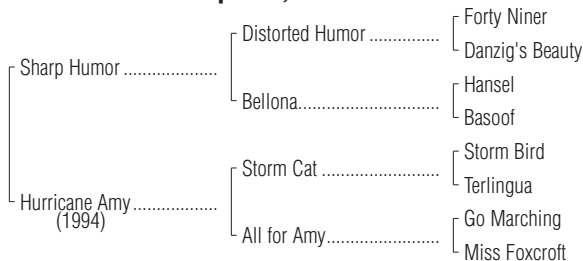 Forty Niner
Distorted Humor
Danzig's Beauty
Sharp Humor
Hansel
Bellona
Basoof
Storm Bird
Storm Cat
Terlingua
Hurricane Amy
(1994)
Go Marching
All for Amy
Miss Foxcroft